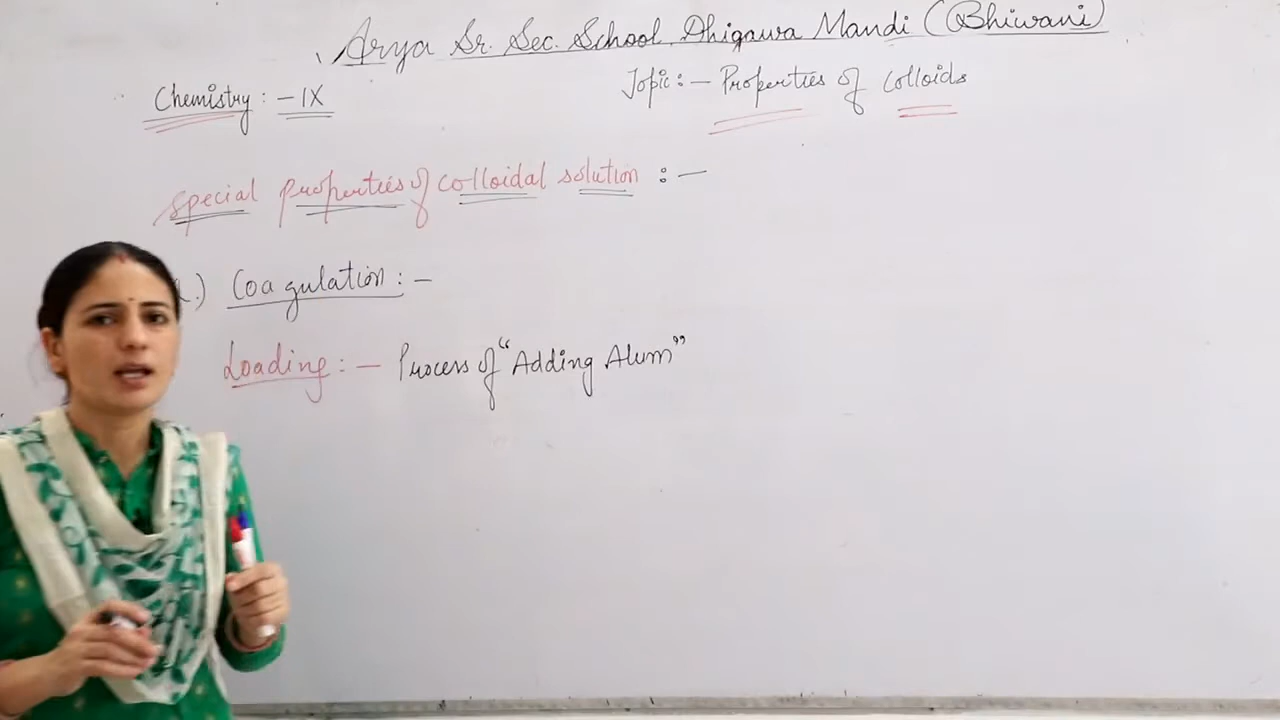 Arya Sr. Sec. School Dhigawa Mandi (Bhiwani)
Chemistry : - IX
Topic : - Properties of Colloids
special properties of colloidal solution : -
Coagulation : -
Loading : - Process of "Adding Alum"